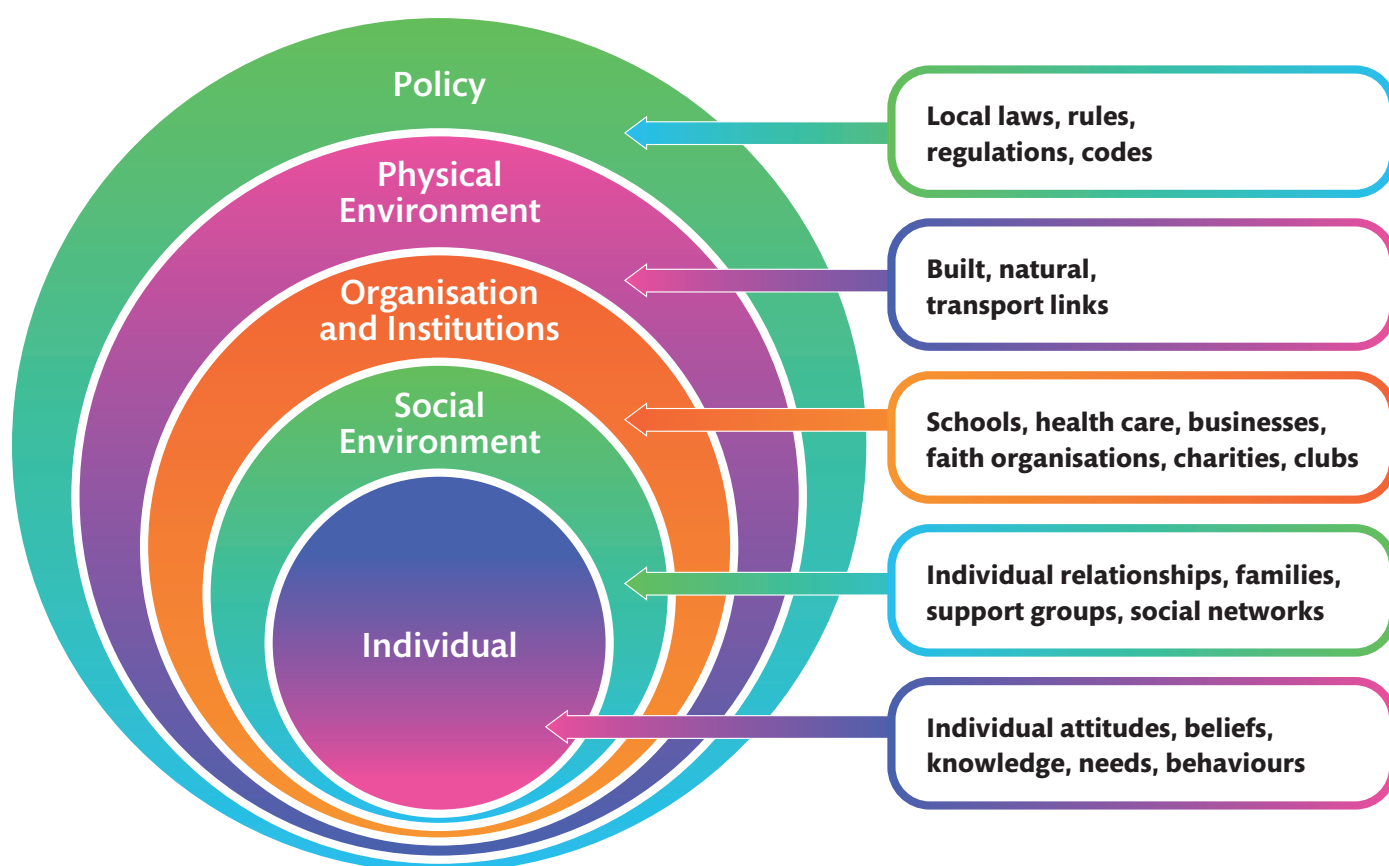 Policy
Local laws, rules,
regulations, codes
Physical
Environment
Built, natural,
transport links
Organisation
and Institutions
Schools, health care, businesses,
faith organisations, charities, clubs
Social
Environment
Individual relationships, families,
support groups, social networks
Individual
Individual attitudes, beliefs,
knowledge, needs, behaviours